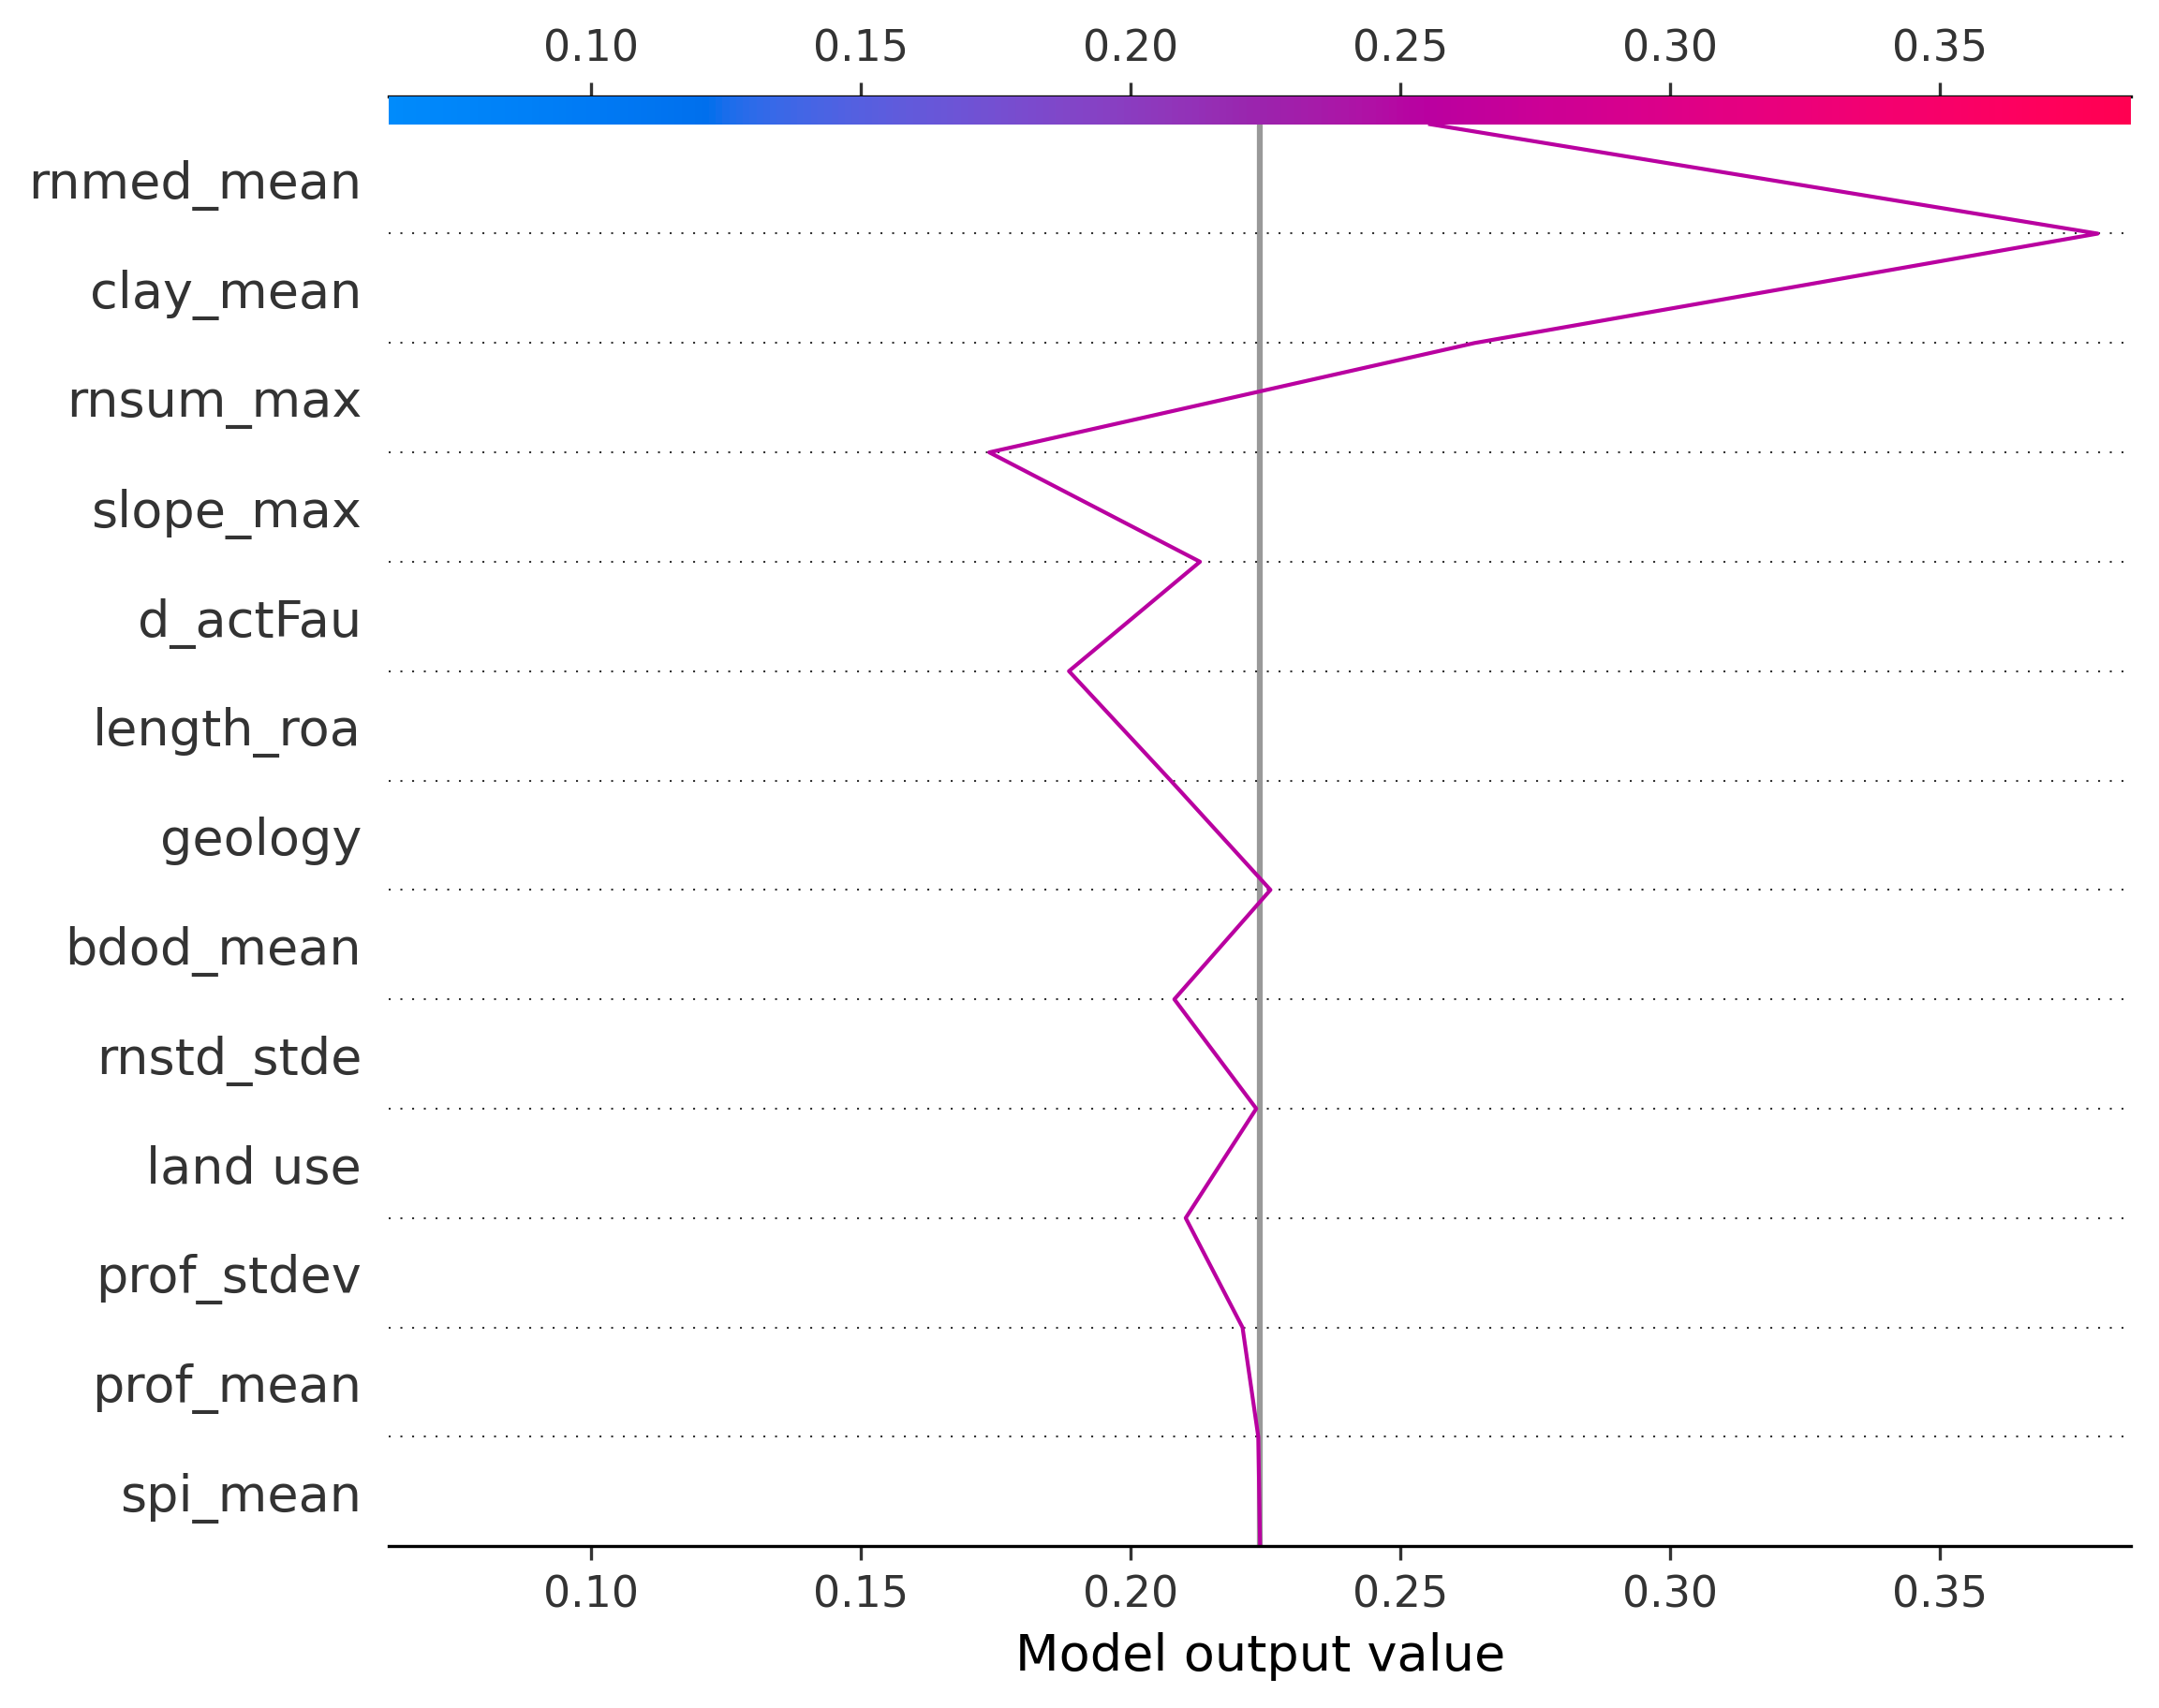 0.10 0.15 0.20 0.25 0.30 0.35
rnmed_mean
clay_mean
rnsum_max
slope_max
d_actFau
length_roa
geology
bdod_mean
rnstd_stde
land use
prof_stdev
prof_mean
spi_mean
0.10 0.15 0.20 0.25 0.30 0.35
Model output value